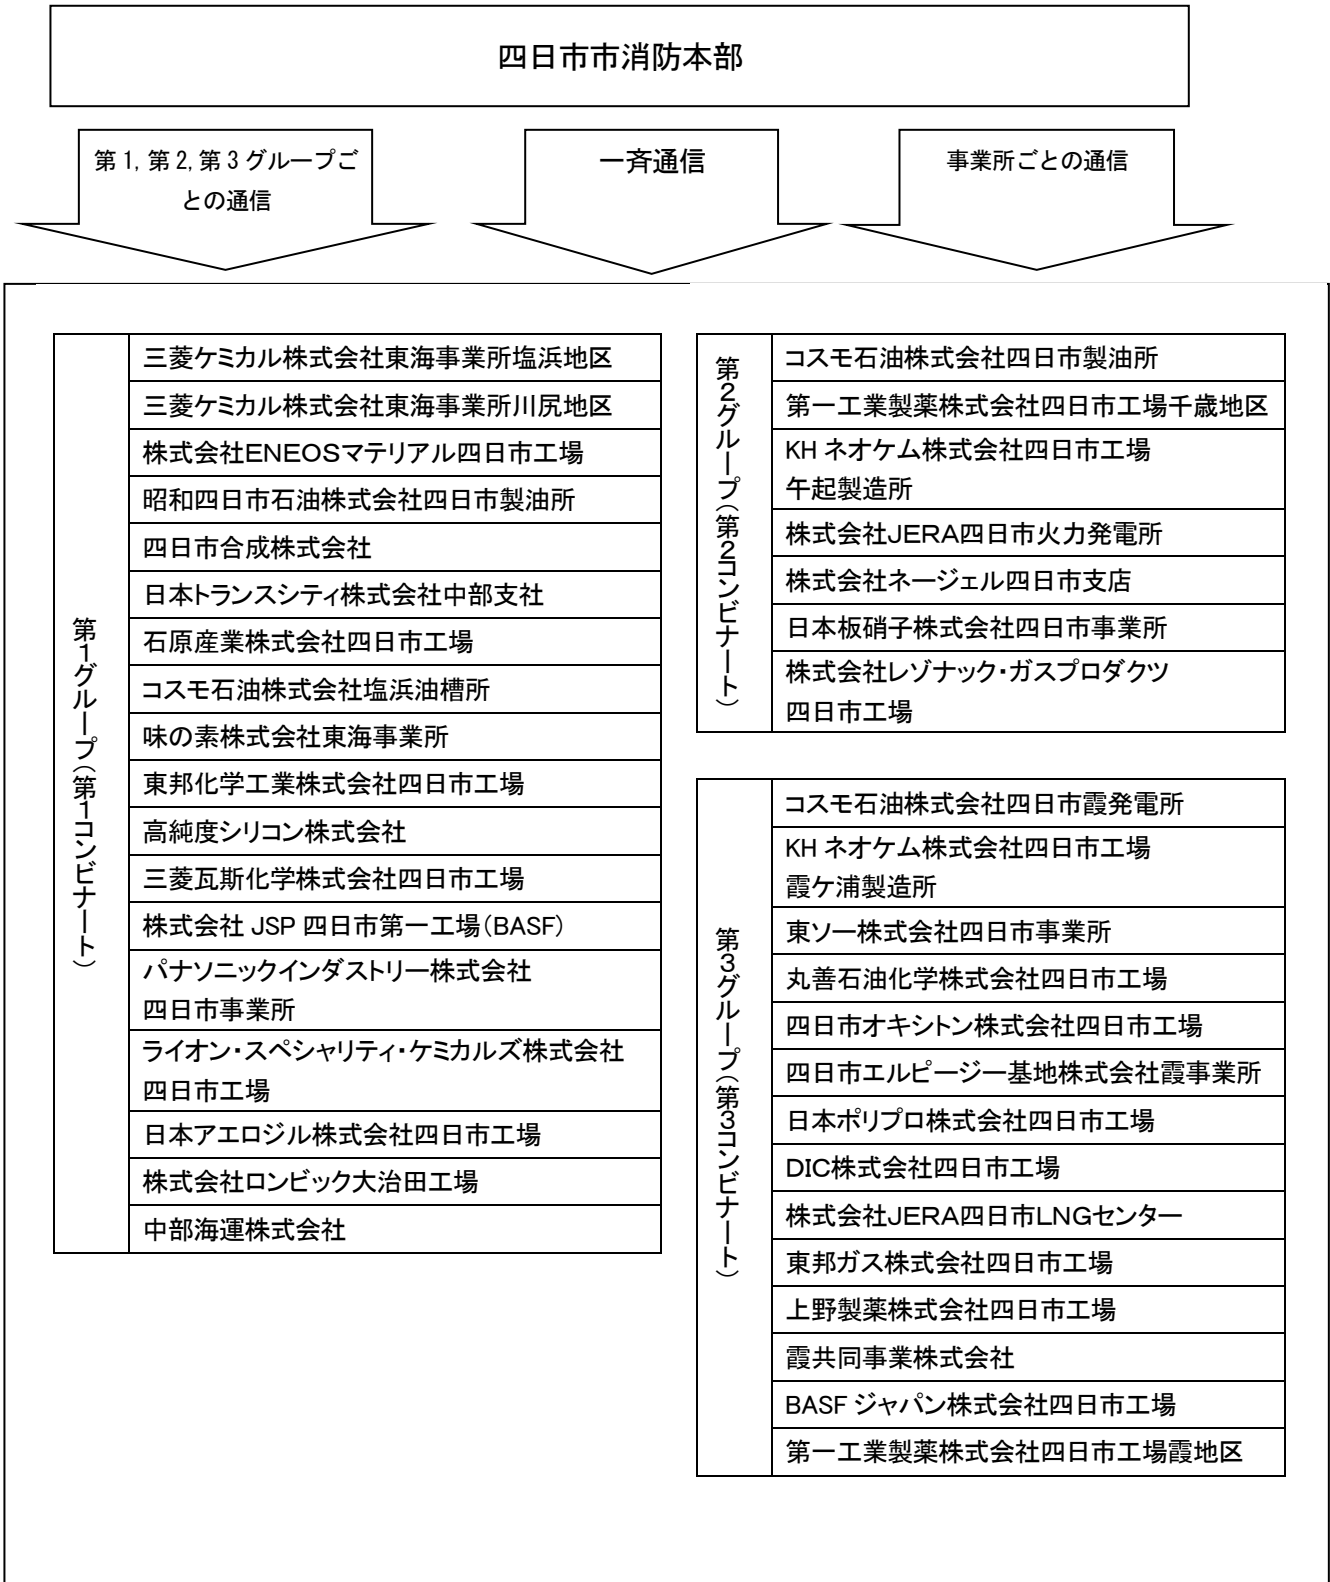 四日市市消防本部
第1,第2,第3グループご
との通信
一斉通信
事業所ごとの通信
第1グループ（第1コンビナート）
三菱ケミカル株式会社東海事業所塩浜地区
三菱ケミカル株式会社東海事業所川尻地区
株式会社ENEOSマテリアル四日市工場
昭和四日市石油株式会社四日市製油所
四日市合成株式会社
日本トランスシティ株式会社中部支社
石原産業株式会社四日市工場
コスモ石油株式会社塩浜油槽所
味の素株式会社東海事業所
東邦化学工業株式会社四日市工場
高純度シリコン株式会社
三菱瓦斯化学株式会社四日市工場
株式会社 JSP 四日市第一工場（BASF）
パナソニックインダストリー株式会社
四日市事業所
ライオン・スペシャリティ・ケミカルズ株式会社
四日市工場
日本アエロジル株式会社四日市工場
株式会社ロンビック大治田工場
中部海運株式会社
第2グループ（第2コンビナート）
コスモ石油株式会社四日市製油所
第一工業製薬株式会社四日市工場千歳地区
KH ネオケム株式会社四日市工場
午起製造所
株式会社JERA四日市火力発電所
株式会社ネージェル四日市支店
日本板硝子株式会社四日市事業所
株式会社レゾナック・ガスプロダクツ
四日市工場
第3グループ（第3コンビナート）
コスモ石油株式会社四日市霞発電所
KH ネオケム株式会社四日市工場
霞ケ浦製造所
東ソー株式会社四日市事業所
丸善石油化学株式会社四日市工場
四日市オキシトン株式会社四日市工場
四日市エルピージー基地株式会社霞事業所
日本ポリプロ株式会社四日市工場
DIC株式会社四日市工場
株式会社JERA四日市LNGセンター
東邦ガス株式会社四日市工場
上野製薬株式会社四日市工場
霞共同事業株式会社
BASF ジャパン株式会社四日市工場
第一工業製薬株式会社四日市工場霞地区